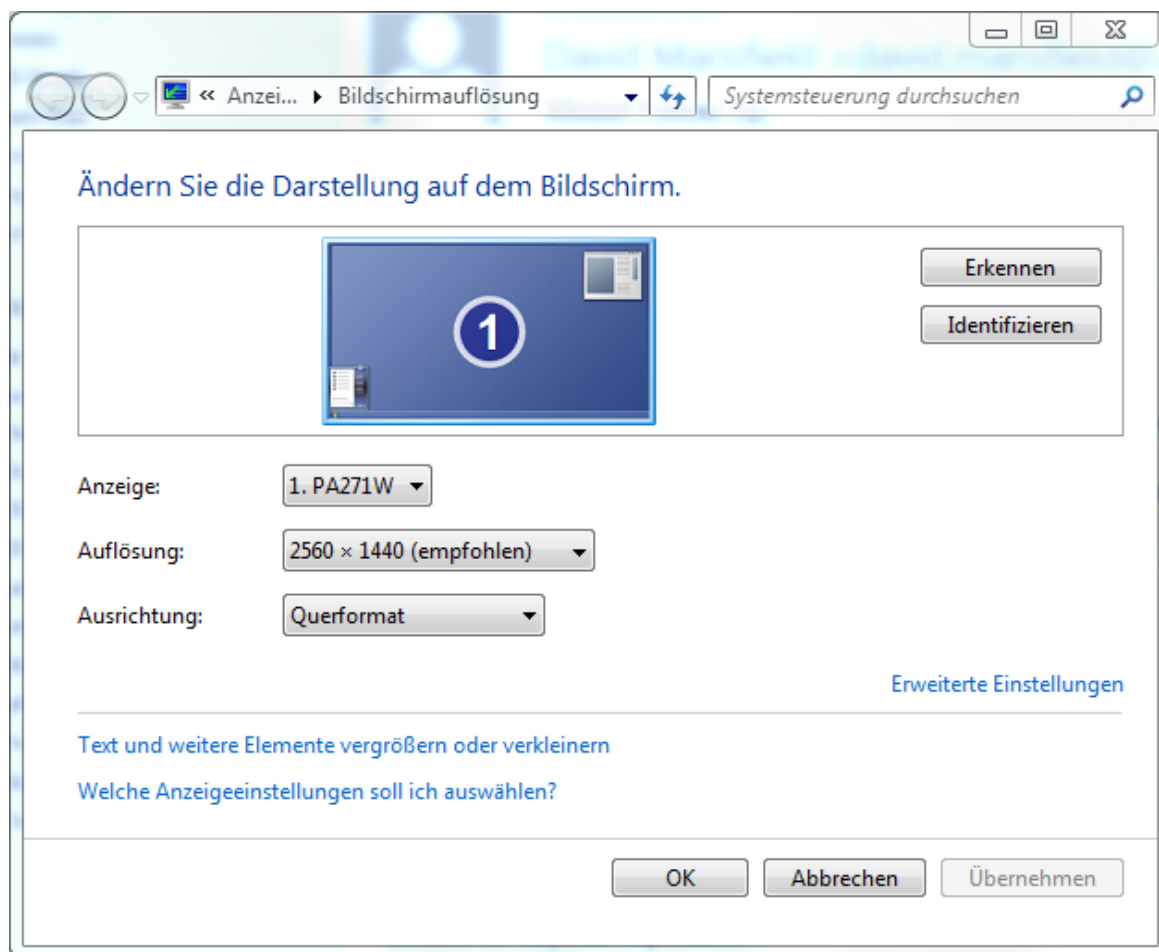 « Anzei... Bildschirmauflösung Systemsteuerung durchsuchen
Ändern Sie die Darstellung auf dem Bildschirm.
1
Erkennen
Identifizieren
Anzeige: 1. PA271W
Auflösung: 2560 × 1440 (empfohlen)
Ausrichtung: Querformat
Erweiterte Einstellungen
Text und weitere Elemente vergrößern oder verkleinern
Welche Anzeigeeinstellungen soll ich auswählen?
OK Abbrechen Übernehmen